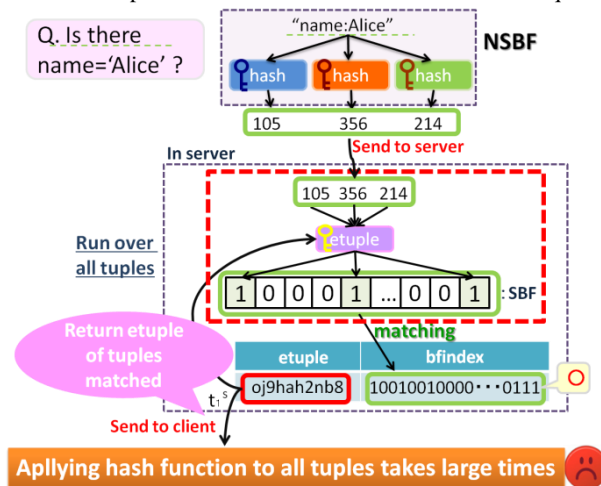 Q. Is there
name='Alice' ?
"name:Alice"
NSBF
hash hash hash
105 356 214
Send to server
In server
105 356 214
etuple
Run over
all tuples
1 0 0 0 1 ... 0 0 1 : SBF
matching
Return etuple
of tuples
matched
etuple bfindex
t₁ˢ oj9hah2nb8 10010010000・・・0111 O
Send to client
Apllying hash function to all tuples takes large times